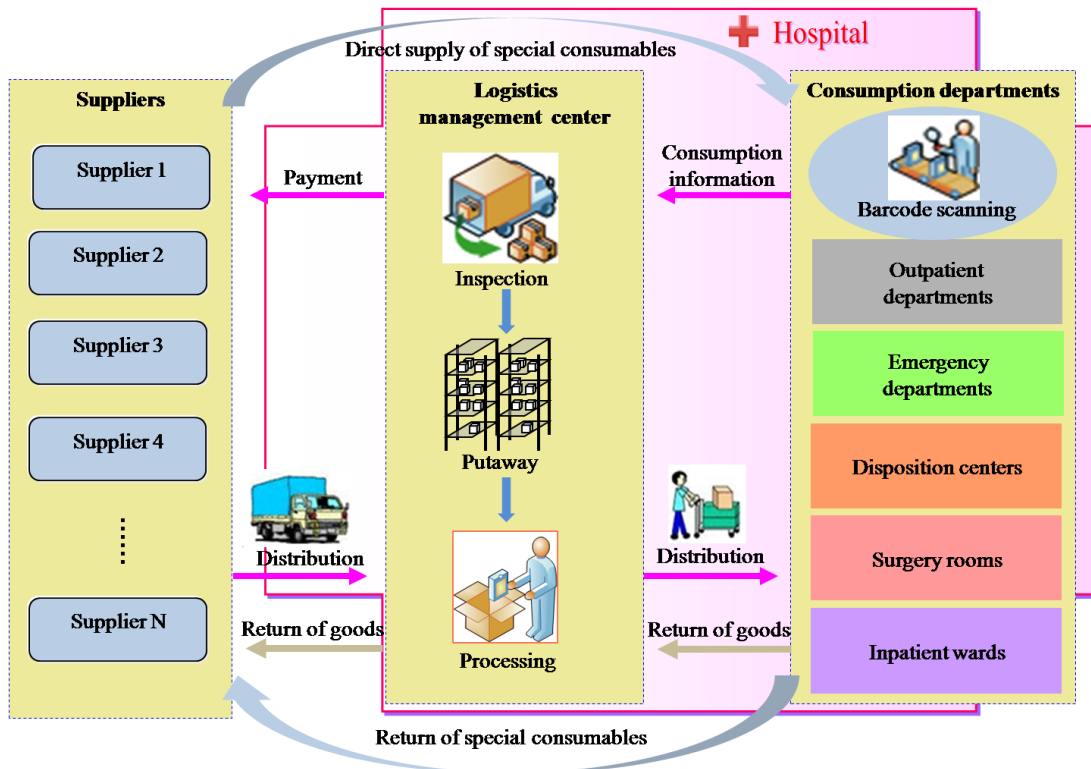 Hospital
Direct supply of special consumables
Suppliers
Supplier 1
Supplier 2
Supplier 3
Supplier 4
......
Supplier N
Payment
Distribution
Return of goods
Logistics
management center
Inspection
Putaway
Processing
Consumption
information
Distribution
Return of goods
Consumption departments
Barcode scanning
Outpatient
departments
Emergency
departments
Disposition centers
Surgery rooms
Inpatient wards
Return of special consumables